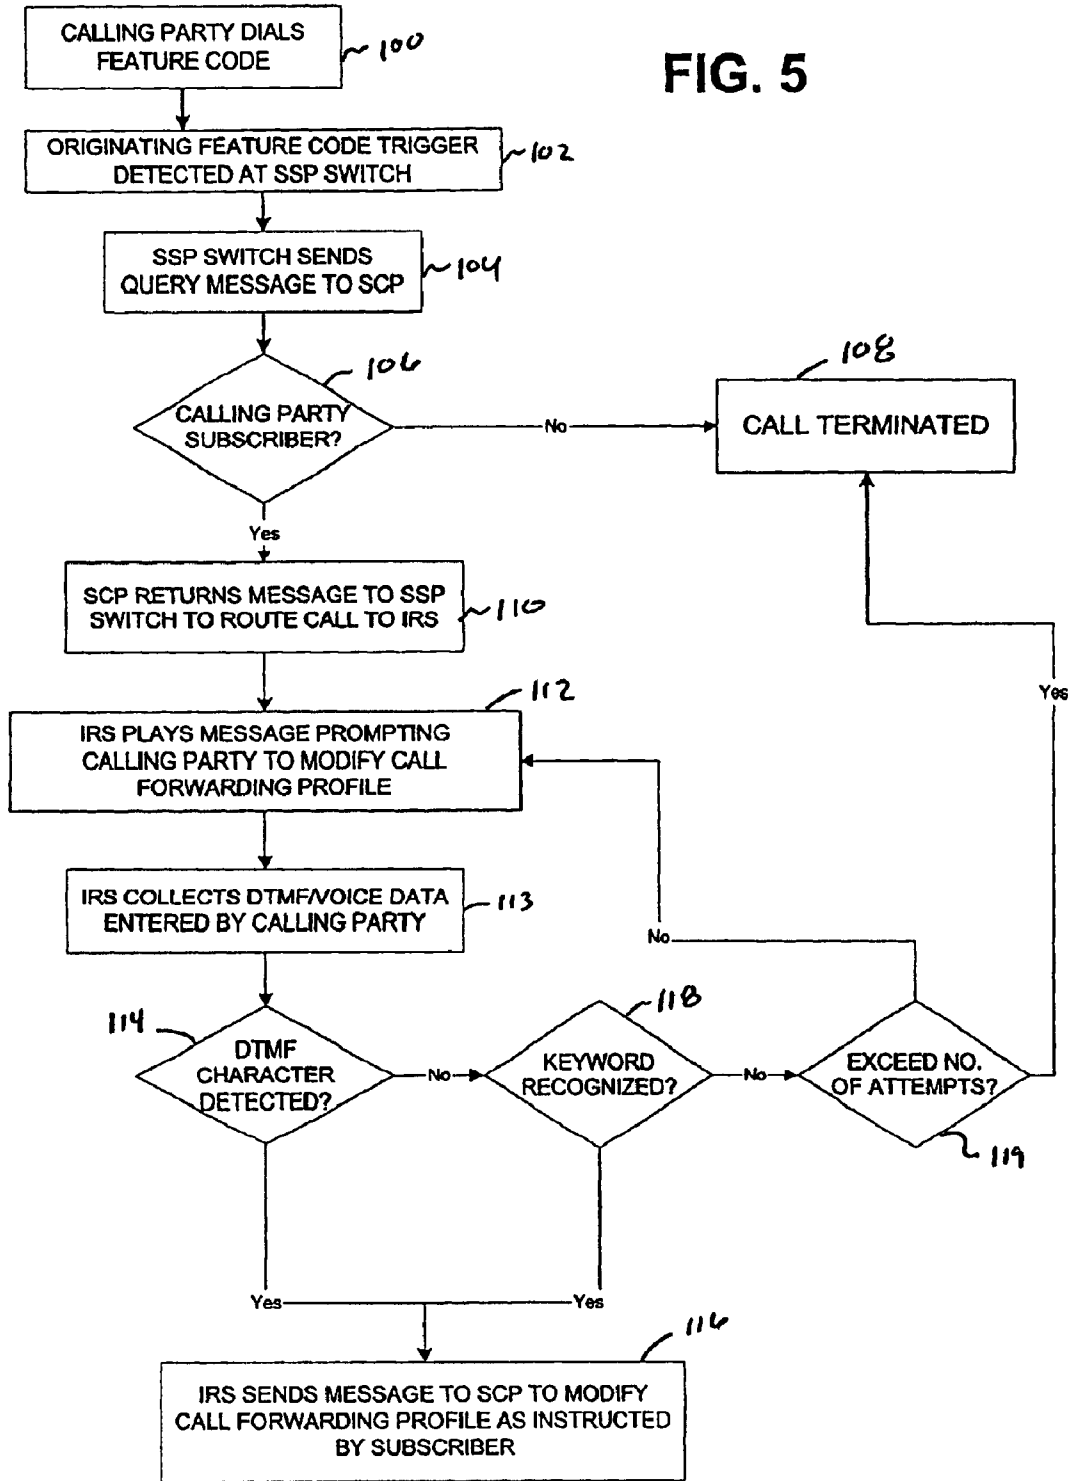 CALLING PARTY DIALS
FEATURE CODE
100
FIG. 5
ORIGINATING FEATURE CODE TRIGGER
DETECTED AT SSP SWITCH
102
SSP SWITCH SENDS
QUERY MESSAGE TO SCP
104
106
CALLING PARTY
SUBSCRIBER?
No
108
CALL TERMINATED
Yes
SCP RETURNS MESSAGE TO SSP
SWITCH TO ROUTE CALL TO IRS
110
Yes
112
IRS PLAYS MESSAGE PROMPTING
CALLING PARTY TO MODIFY CALL
FORWARDING PROFILE
IRS COLLECTS DTMF/VOICE DATA
ENTERED BY CALLING PARTY
113
No
114
DTMF
CHARACTER
DETECTED?
No
118
KEYWORD
RECOGNIZED?
No
EXCEED NO.
OF ATTEMPTS?
119
Yes
Yes
116
IRS SENDS MESSAGE TO SCP TO MODIFY
CALL FORWARDING PROFILE AS INSTRUCTED
BY SUBSCRIBER